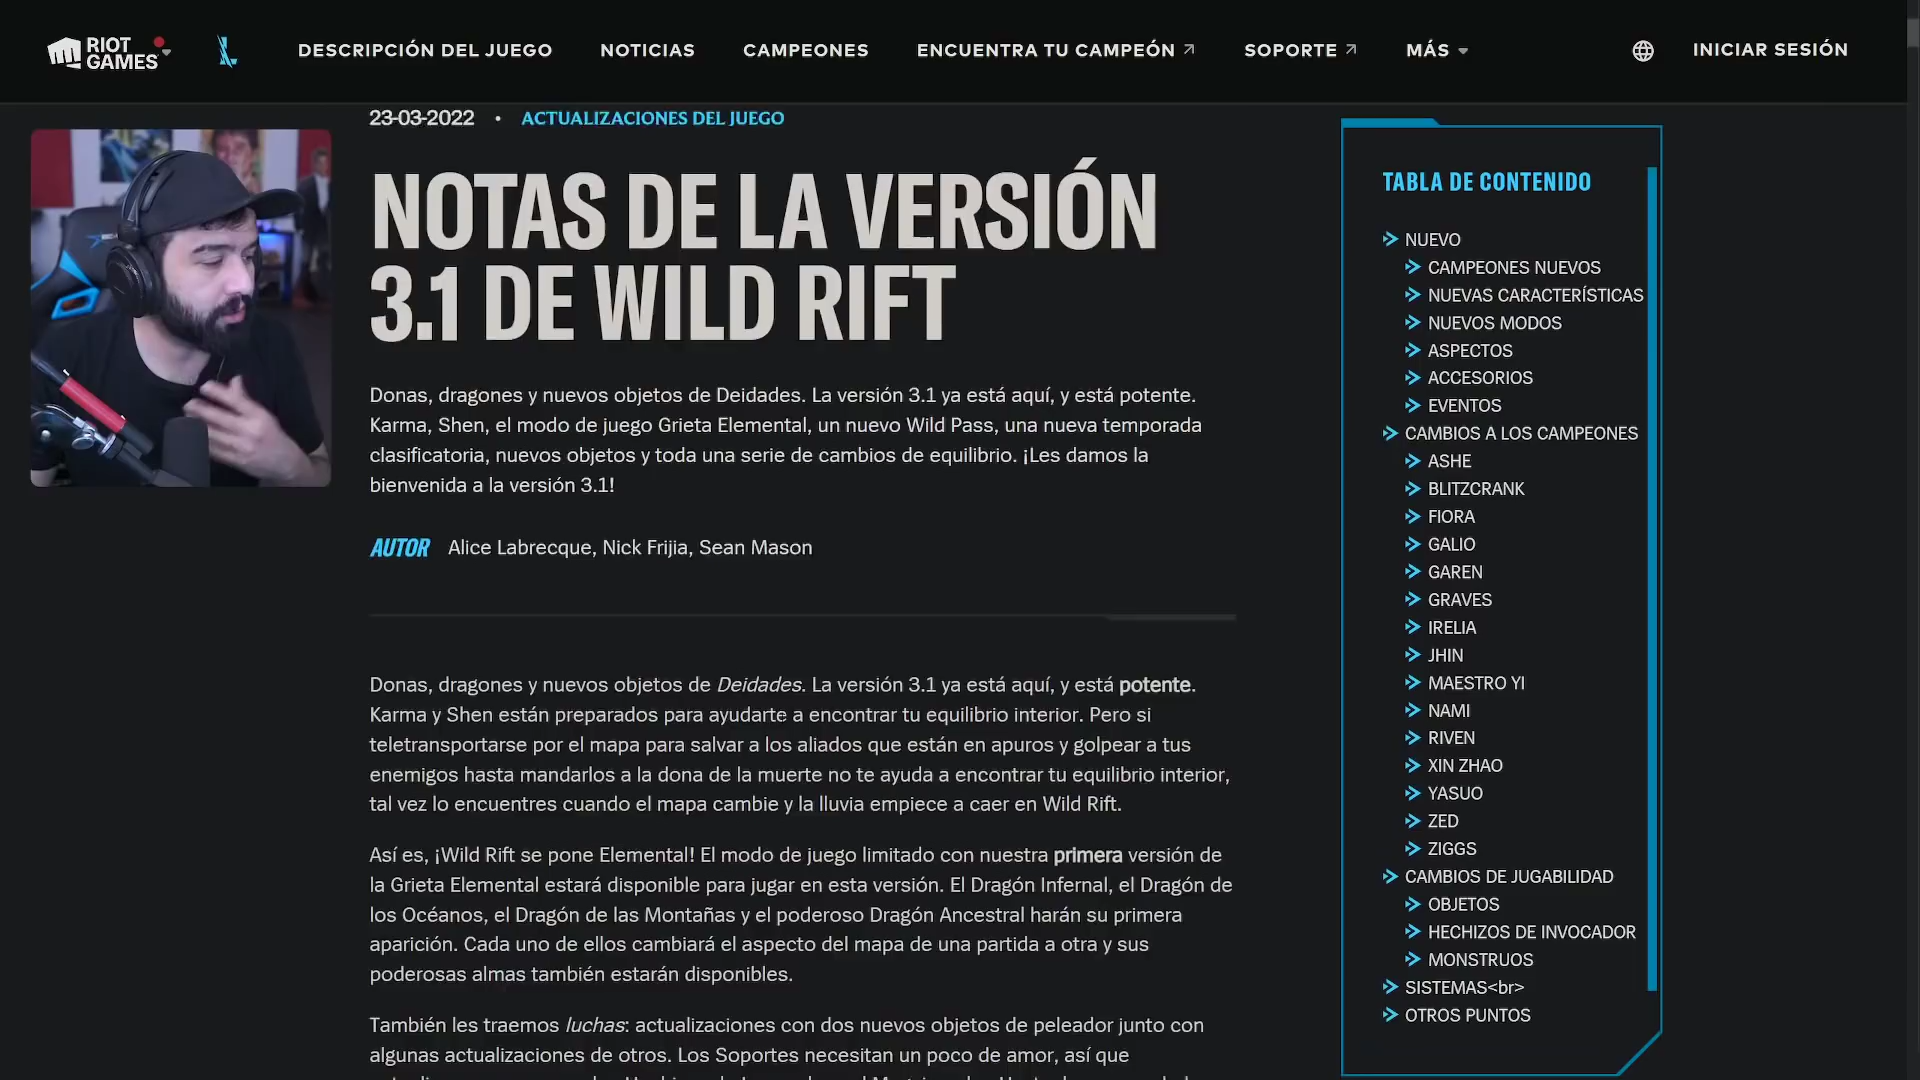 RIOT GAMES
DESCRIPCIÓN DEL JUEGO
NOTICIAS
CAMPEONES
ENCUENTRA TU CAMPEÓN
SOPORTE
MÁS
INICIAR SESIÓN
23-03-2022 • ACTUALIZACIONES DEL JUEGO
NOTAS DE LA VERSIÓN
3.1 DE WILD RIFT
Donas, dragones y nuevos objetos de Deidades. La versión 3.1 ya está aquí, y está potente.
Karma, Shen, el modo de juego Grieta Elemental, un nuevo Wild Pass, una nueva temporada
clasificatoria, nuevos objetos y toda una serie de cambios de equilibrio. ¡Les damos la
bienvenida a la versión 3.1!
AUTOR Alice Labrecque, Nick Frijia, Sean Mason
Donas, dragones y nuevos objetos de Deidades. La versión 3.1 ya está aquí, y está potente.
Karma y Shen están preparados para ayudarte a encontrar tu equilibrio interior. Pero si
teletransportarse por el mapa para salvar a los aliados que están en apuros y golpear a tus
enemigos hasta mandarlos a la dona de la muerte no te ayuda a encontrar tu equilibrio interior,
tal vez lo encuentres cuando el mapa cambie y la lluvia empiece a caer en Wild Rift.
Así es, ¡Wild Rift se pone Elemental! El modo de juego limitado con nuestra primera versión de
la Grieta Elemental estará disponible para jugar en esta versión. El Dragón Infernal, el Dragón de
los Océanos, el Dragón de las Montañas y el poderoso Dragón Ancestral harán su primera
aparición. Cada uno de ellos cambiará el aspecto del mapa de una partida a otra y sus
poderosas almas también estarán disponibles.
También les traemos luchas: actualizaciones con dos nuevos objetos de peleador junto con
algunas actualizaciones de otros. Los Soportes necesitan un poco de amor, así que
TABLA DE CONTENIDO
NUEVO
CAMPEONES NUEVOS
NUEVAS CARACTERÍSTICAS
NUEVOS MODOS
ASPECTOS
ACCESORIOS
EVENTOS
CAMBIOS A LOS CAMPEONES
ASHE
BLITZCRANK
FIORA
GALIO
GAREN
GRAVES
IRELIA
JHIN
MAESTRO YI
NAMI
RIVEN
XIN ZHAO
YASUO
ZED
ZIGGS
CAMBIOS DE JUGABILIDAD
OBJETOS
HECHIZOS DE INVOCADOR
MONSTRUOS
SISTEMAS<br>
OTROS PUNTOS